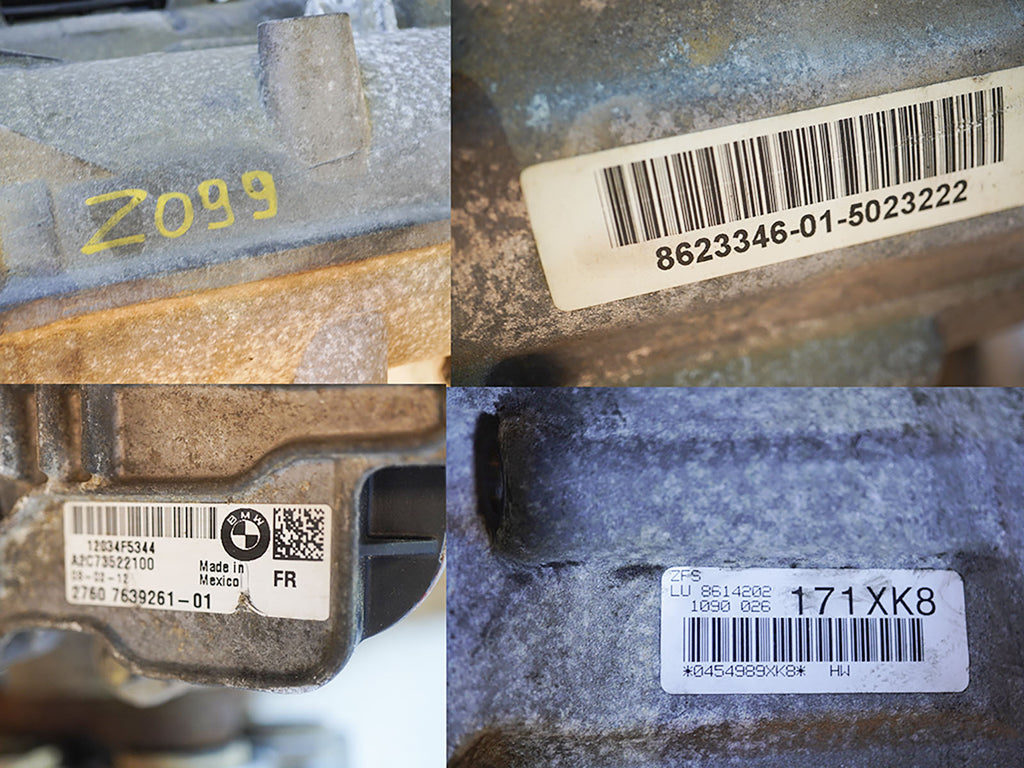 Z099
8623346-01-5023222
12034F5344
A2C73522100
08-02-12
2760 7639261-01
Made in
Mexico
BMW
FR
ZFS
LU 8614202
1090 026
171XK8
*0454989XK8* HW